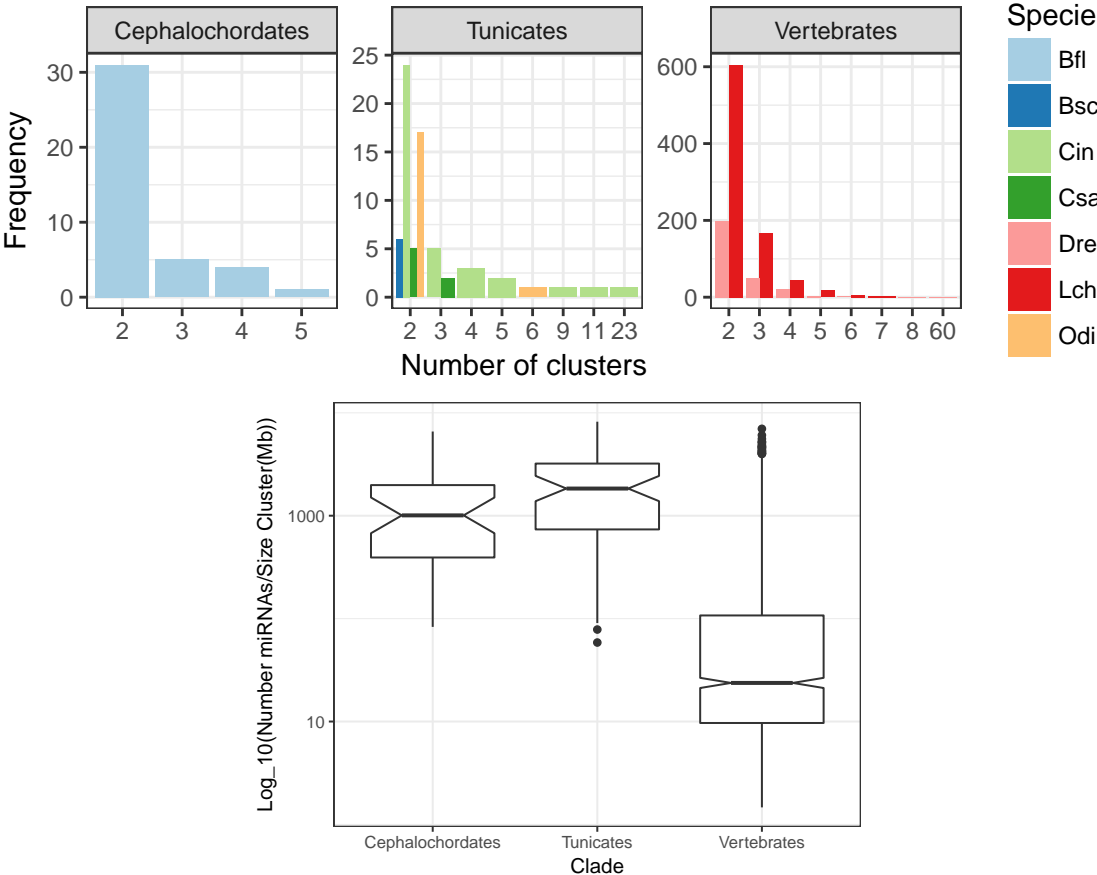 Cephalochordates Tunicates Vertebrates Specie
Frequency
30
20
10
0
25
20
15
10
5
0
600
400
200
0
2 3 4 5
2 3 4 5 6 9 11 23
2 3 4 5 6 7 8 60
Number of clusters
Bfl
Bsc
Cin
Csa
Dre
Lch
Odi
Log_10(Number miRNAs/Size Cluster(Mb))
1000
10
Cephalochordates Tunicates Vertebrates
Clade